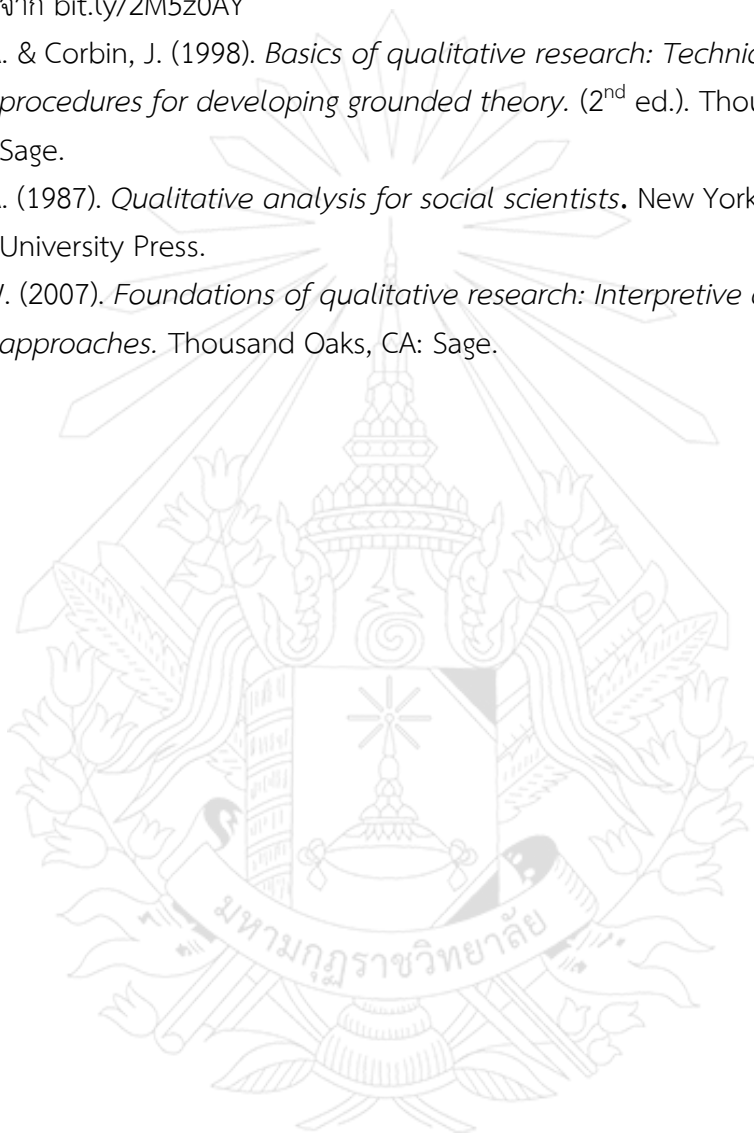 จาก bit.ly/2M5z0AY
. & Corbin, J. (1998). Basics of qualitative research: Techni
procedures for developing grounded theory. (2nd ed.). Thou
Sage.
. (1987). Qualitative analysis for social scientists. New York
University Press.
. (2007). Foundations of qualitative research: Interpretive
approaches. Thousand Oaks, CA: Sage.
มหามกุฏราชวิทยาลัย